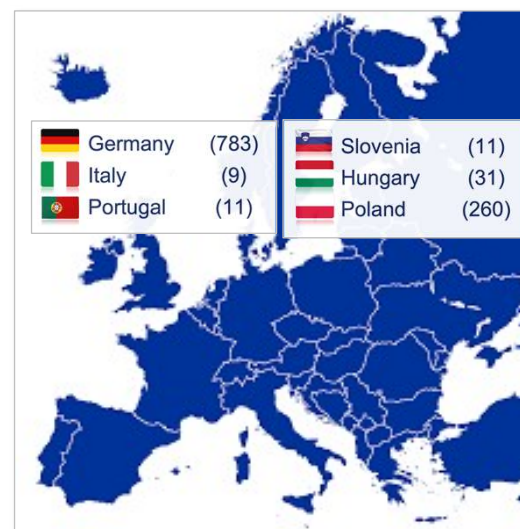 Germany (783)
Italy (9)
Portugal (11)
Slovenia (11)
Hungary (31)
Poland (260)